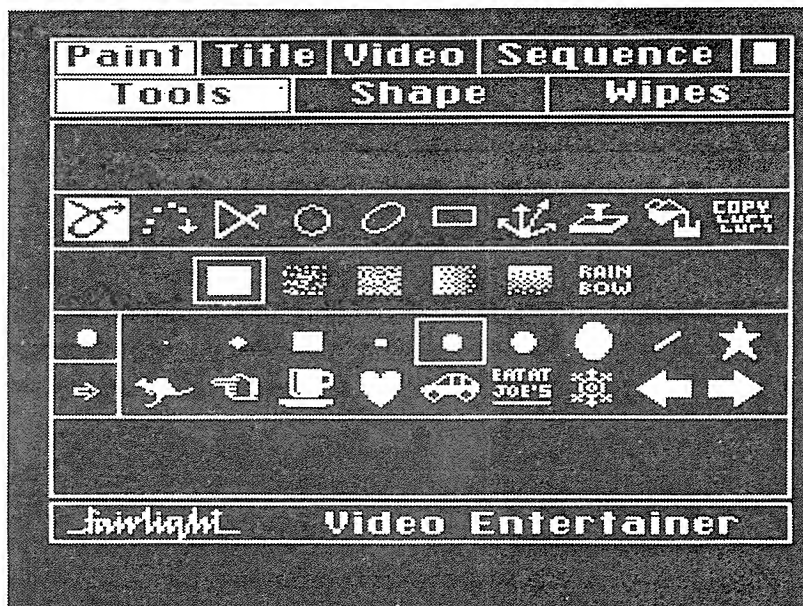 Paint Title Video Sequence
Tools Shape Wipes
COPY
RAIN
BOW
EAT AT
JOE'S
fairlight Video Entertainer